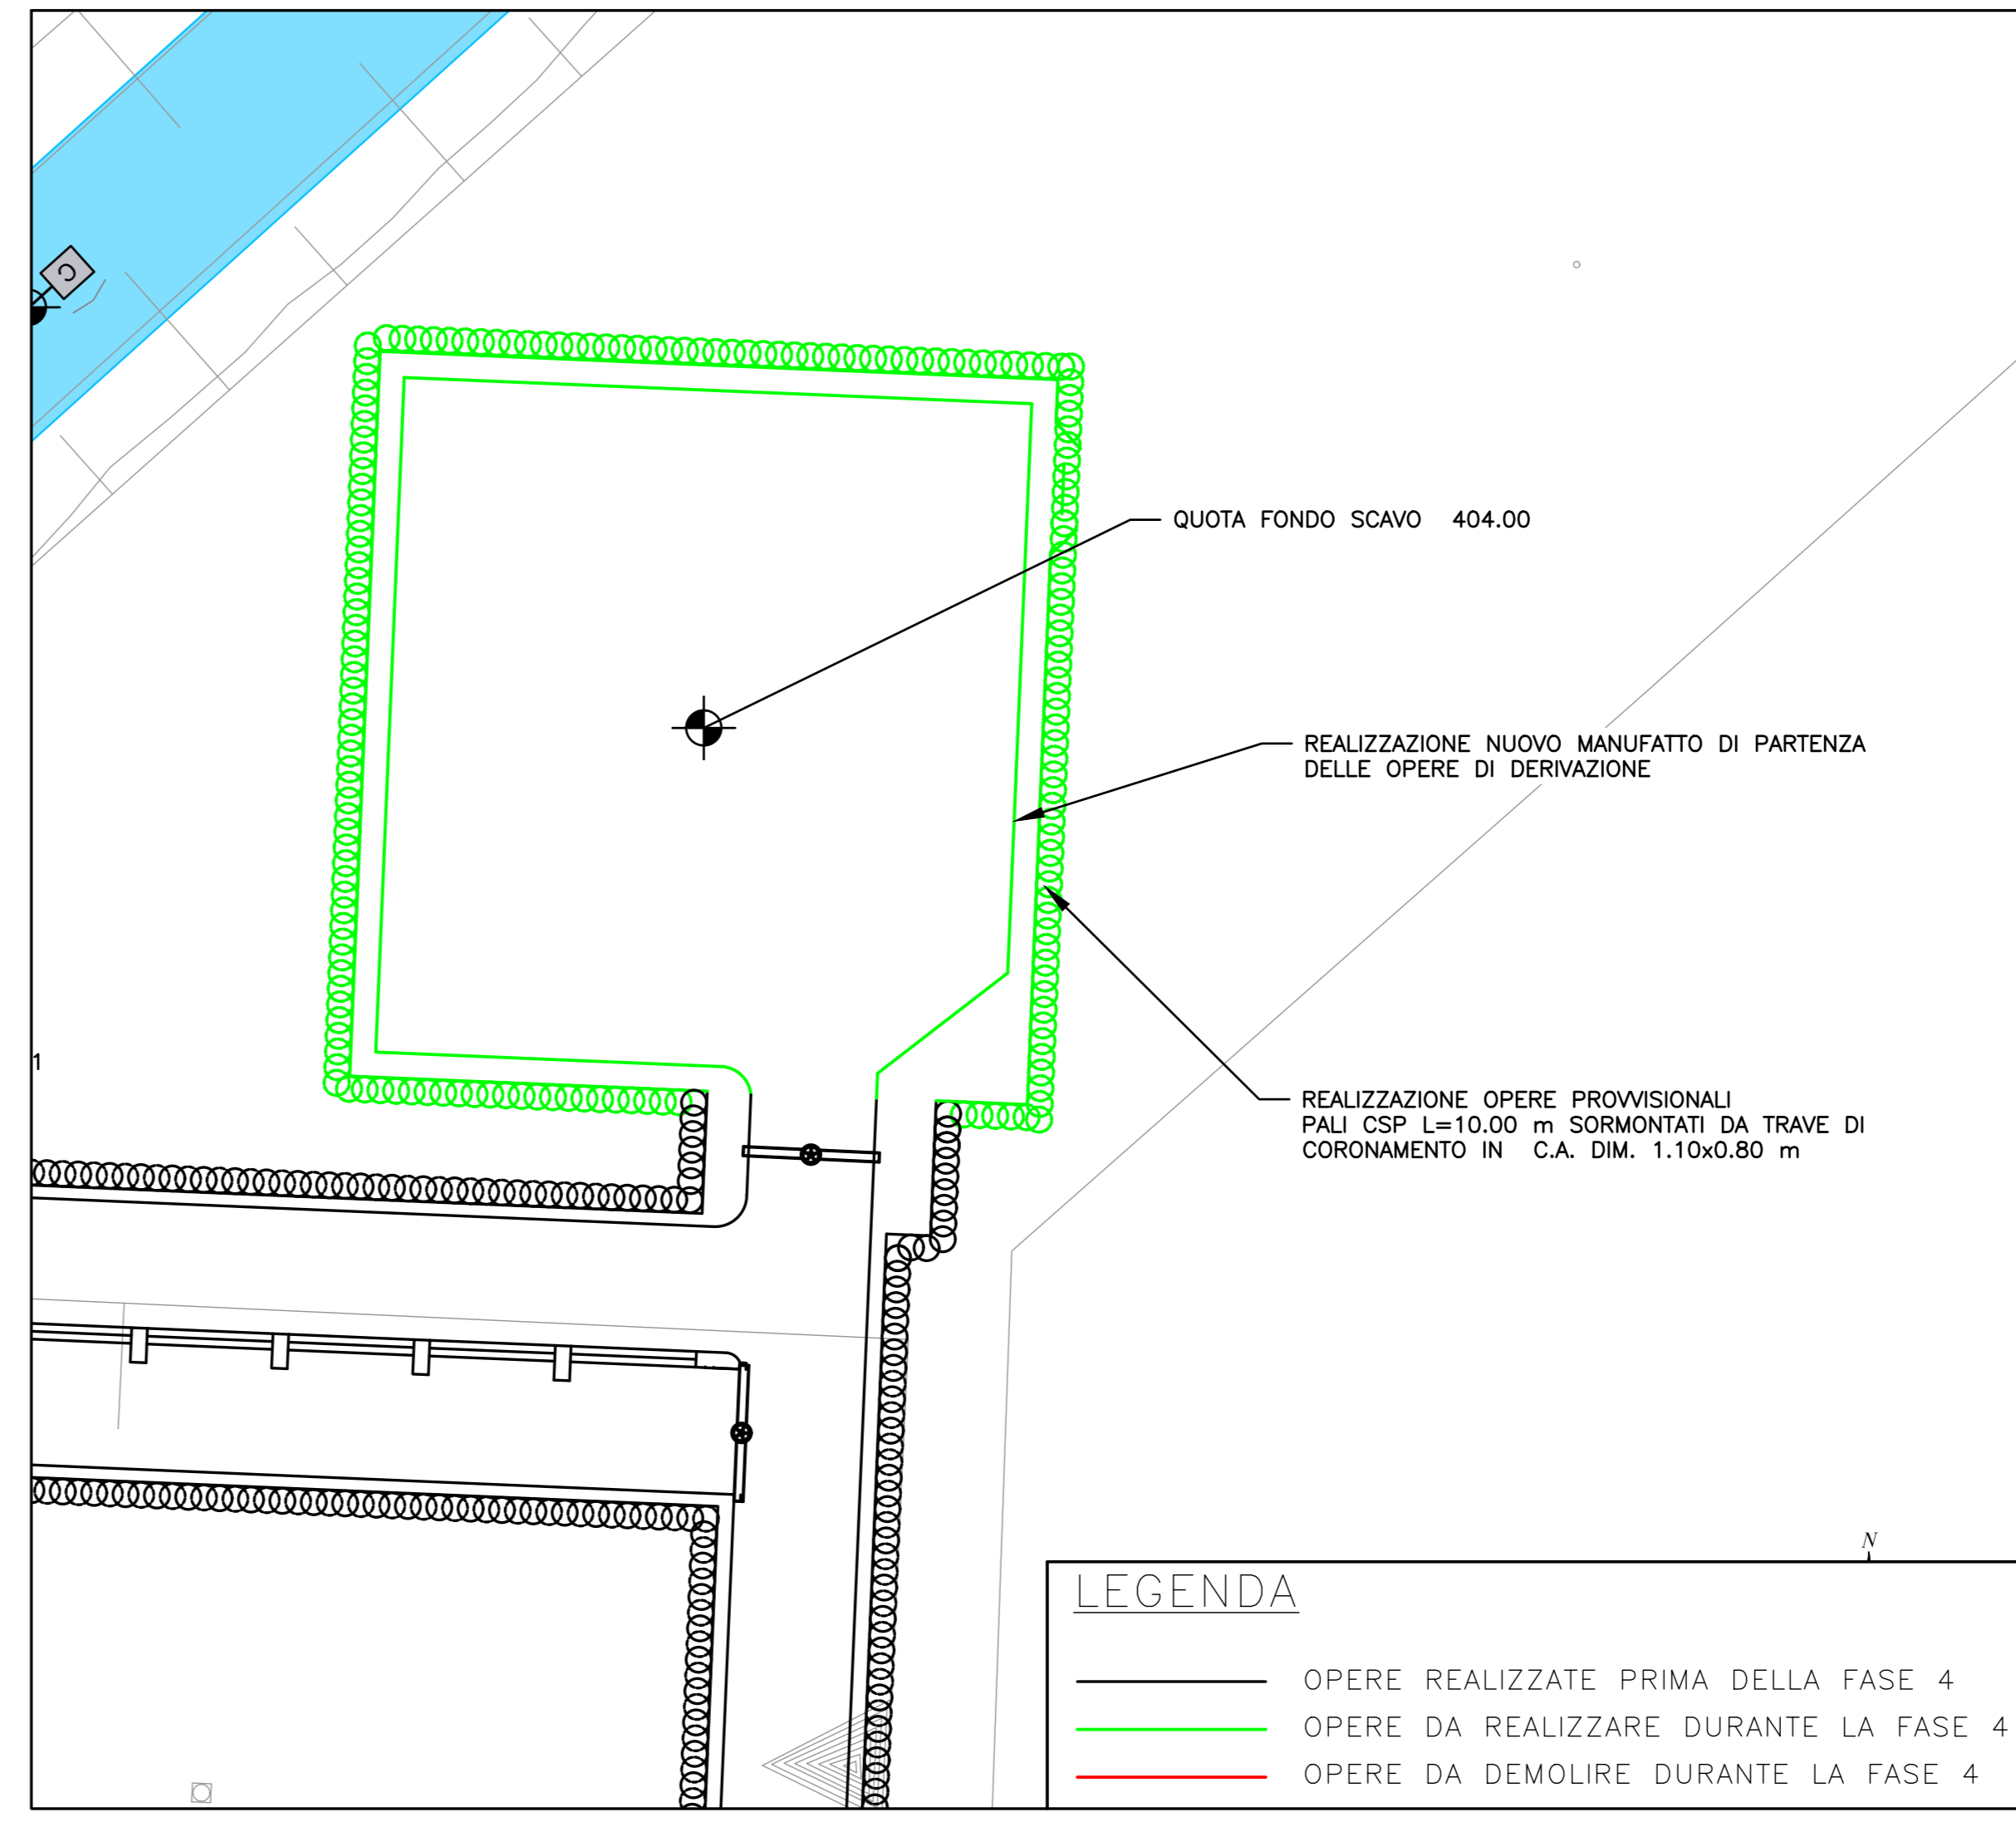 C
QUOTA FONDO SCAVO 404.00
REALIZZAZIONE NUOVO MANUFATTO DI PARTENZA
DELLE OPERE DI DERIVAZIONE
1
REALIZZAZIONE OPERE PROVVISIONALI
PALI CSP L=10.00 m SORMONTATI DA TRAVE DI
CORONAMENTO IN C.A. DIM. 1.10x0.80 m
N
LEGENDA
OPERE REALIZZATE PRIMA DELLA FASE 4
OPERE DA REALIZZARE DURANTE LA FASE 4
OPERE DA DEMOLIRE DURANTE LA FASE 4